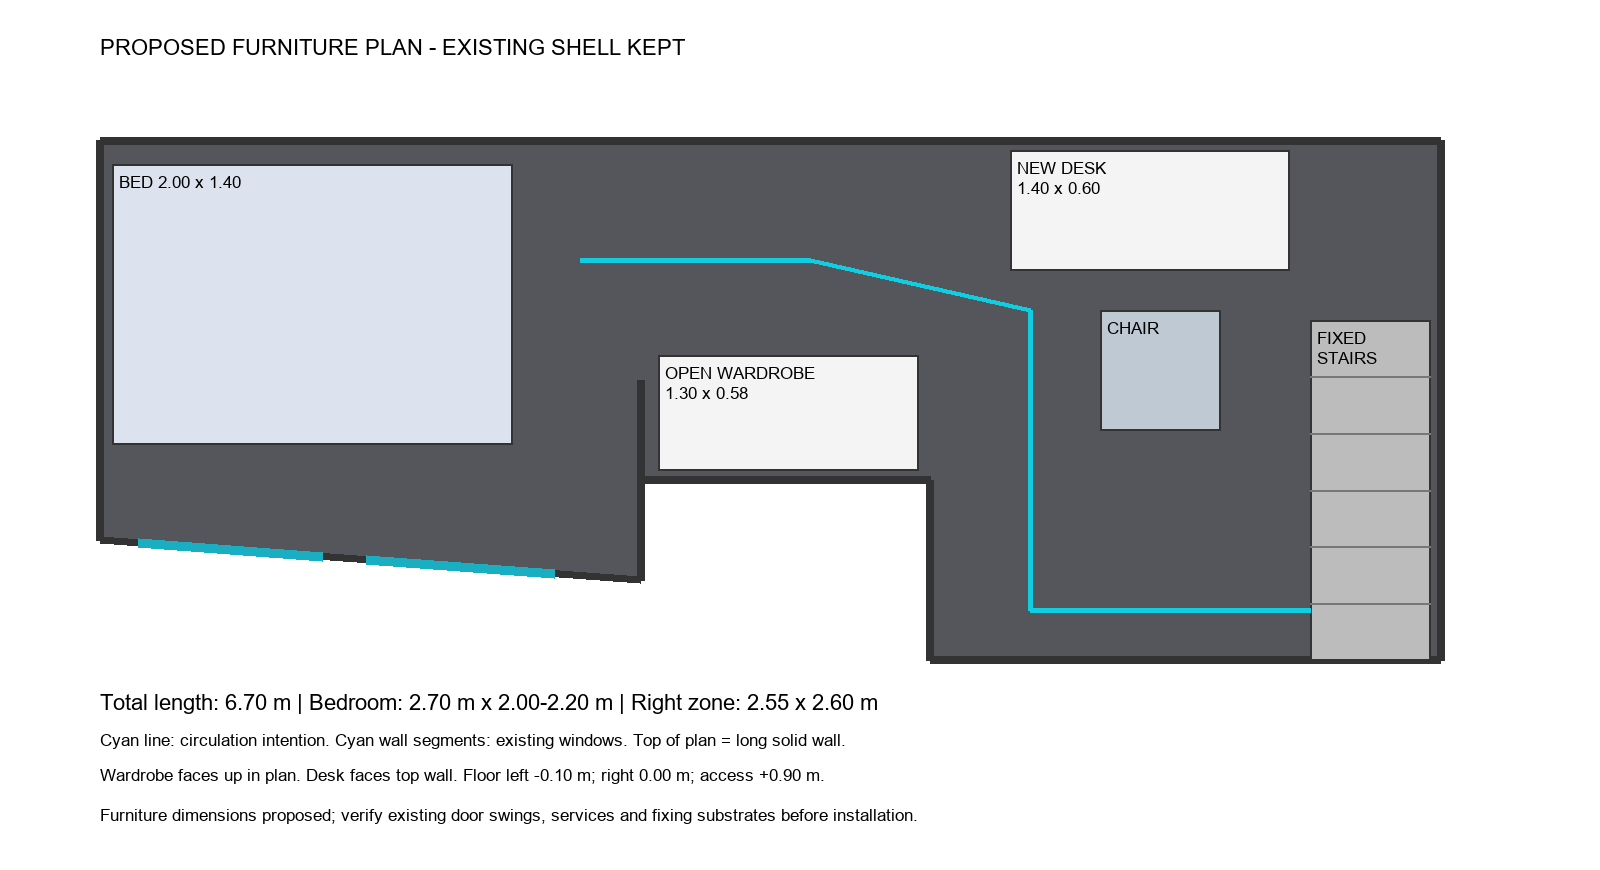 PROPOSED FURNITURE PLAN - EXISTING SHELL KEPT
BED 2.00 x 1.40
NEW DESK
1.40 x 0.60
CHAIR
FIXED
STAIRS
OPEN WARDROBE
1.30 x 0.58
Total length: 6.70 m | Bedroom: 2.70 m x 2.00-2.20 m | Right zone: 2.55 x 2.60 m
Cyan line: circulation intention. Cyan wall segments: existing windows. Top of plan = long solid wall.
Wardrobe faces up in plan. Desk faces top wall. Floor left -0.10 m; right 0.00 m; access +0.90 m.
Furniture dimensions proposed; verify existing door swings, services and fixing substrates before installation.